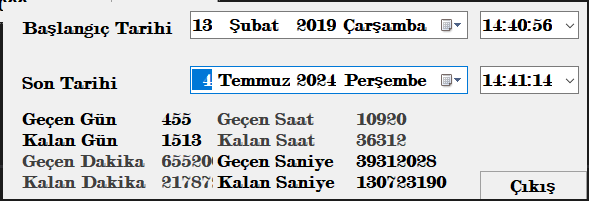 Başlangıç Tarihi 13 Şubat 2019 Çarşamba 14:40:56
Son Tarihi 4 Temmuz 2024 Perşembe 14:41:14
Geçen Gün 455 Geçen Saat 10920
Kalan Gün 1513 Kalan Saat 36312
Geçen Dakika 65520 Geçen Saniye 39312028
Kalan Dakika 21787 Kalan Saniye 130723190
Çıkış